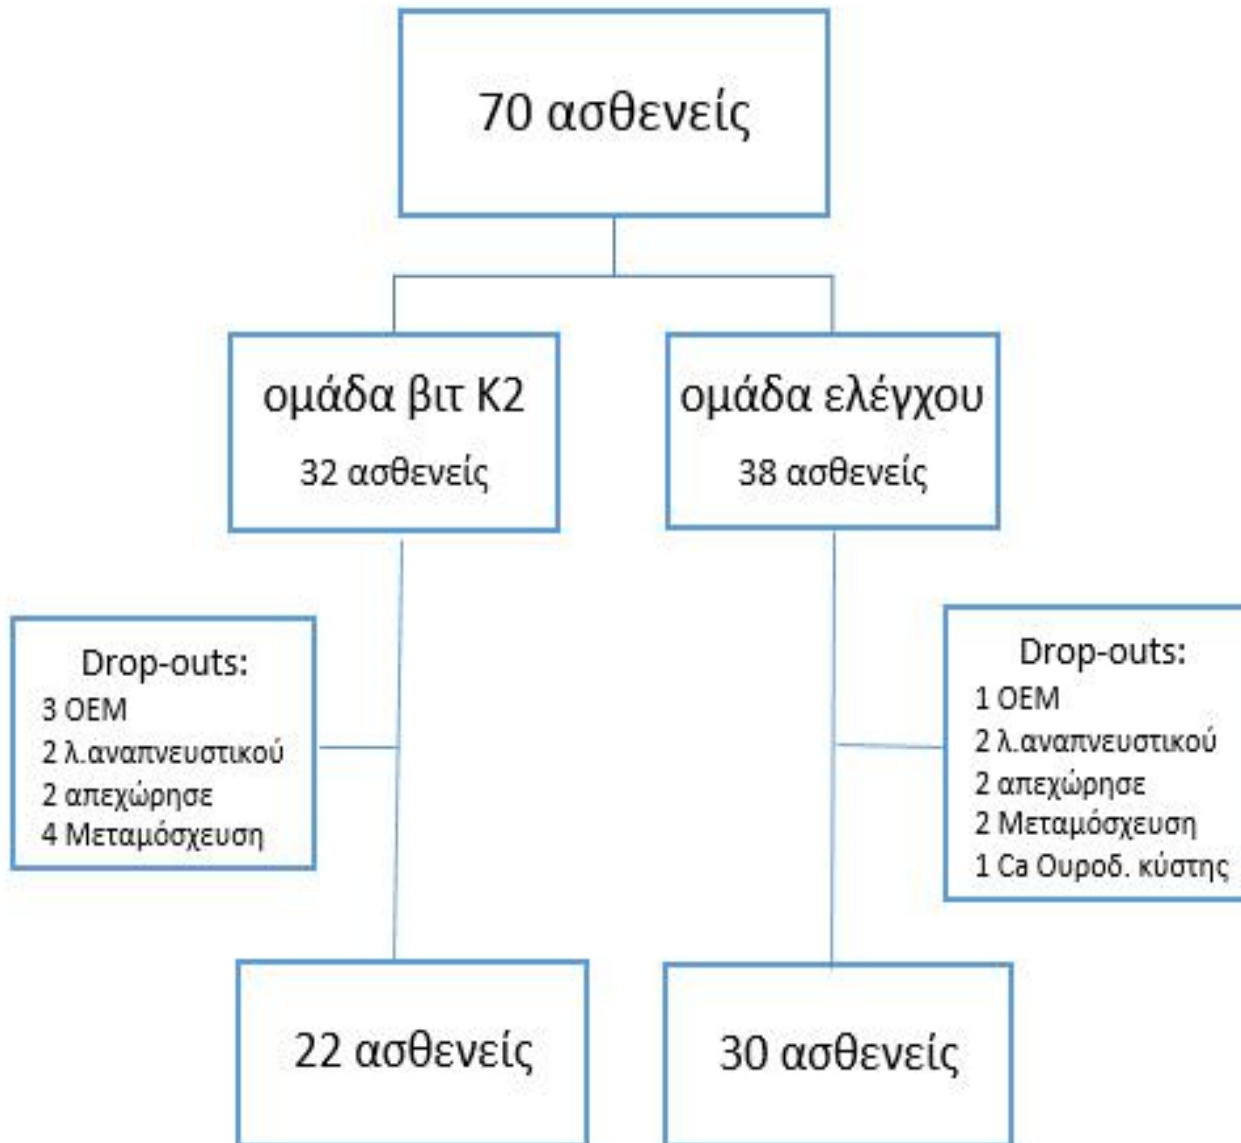 70 ασθενείς
ομάδα βιτ Κ2
32 ασθενείς
ομάδα ελέγχου
38 ασθενείς
Drop-outs:
3 ΟΕΜ
2 λ.αναπνευστικού
2 απεχώρησε
4 Μεταμόσχευση
Drop-outs:
1 ΟΕΜ
2 λ.αναπνευστικού
2 απεχώρησε
2 Μεταμόσχευση
1 Ca Ουροδ. κύστης
22 ασθενείς
30 ασθενείς